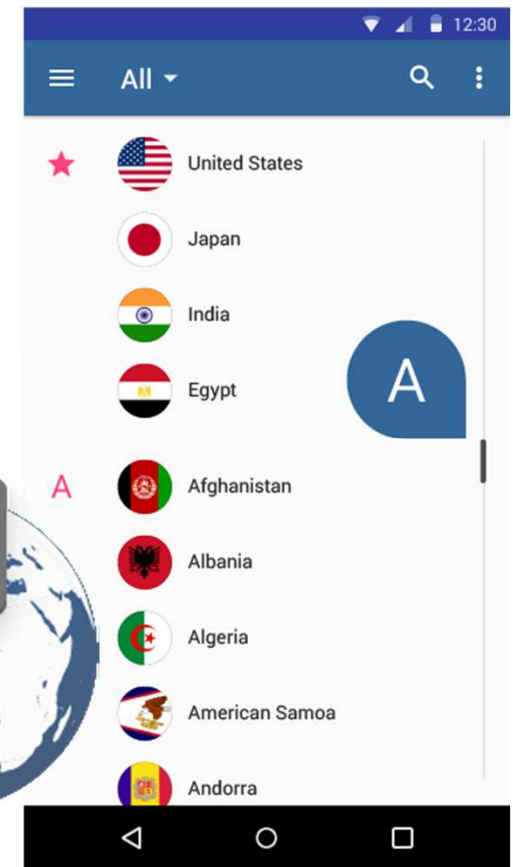 12:30
All
United States
Japan
India
A
Egypt
A
Afghanistan
Albania
Algeria
American Samoa
Andorra